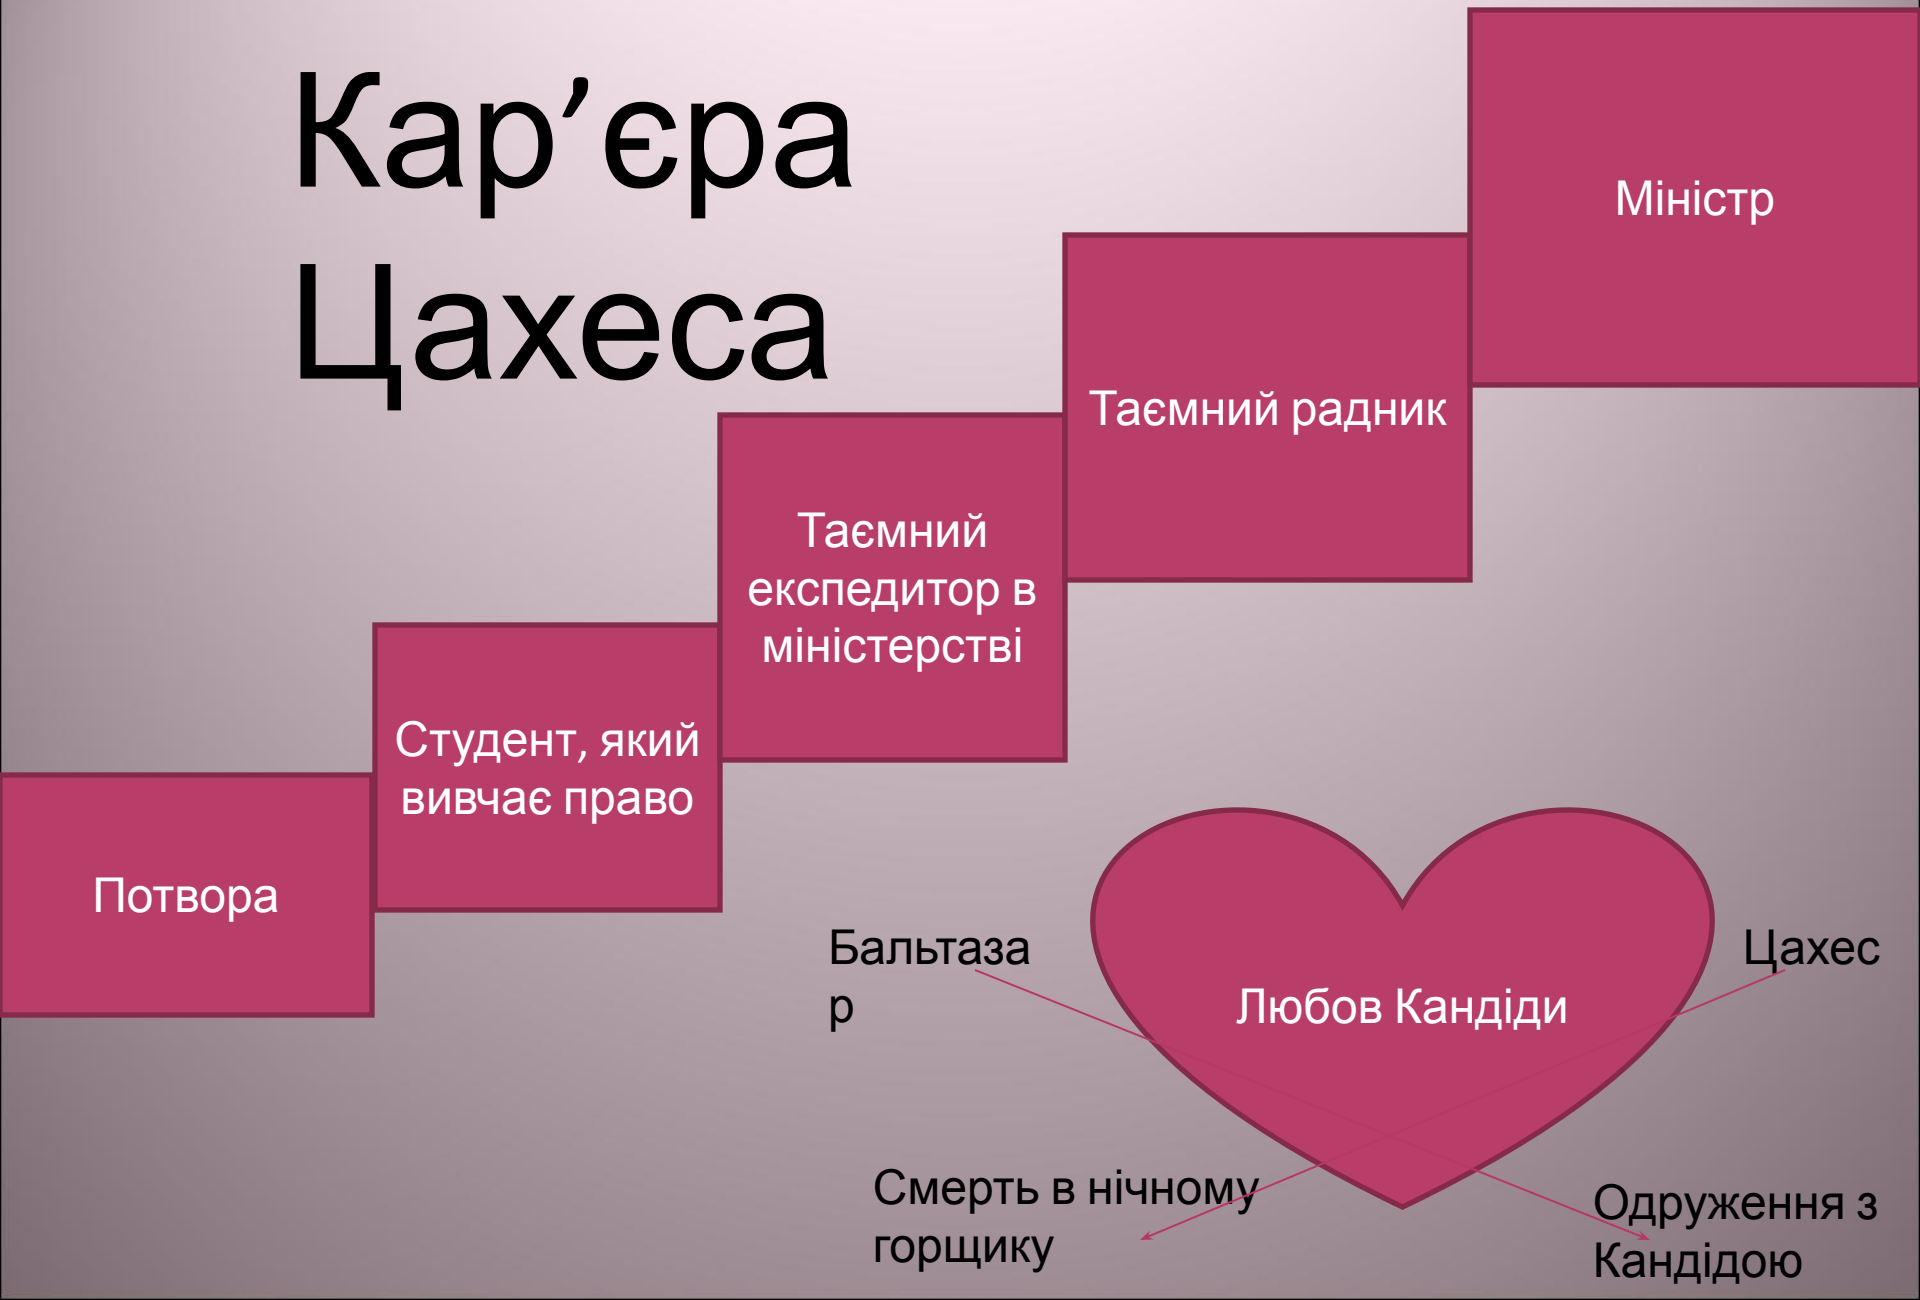 Кар’єра
Цахеса
Міністр
Таємний радник
Таємний
експедитор в
міністерстві
Студент, який
вивчає право
Потвора
Бальтаза
р
Любов Кандіди
Цахес
Смерть в нічному
горщику
Одруження з
Кандідою